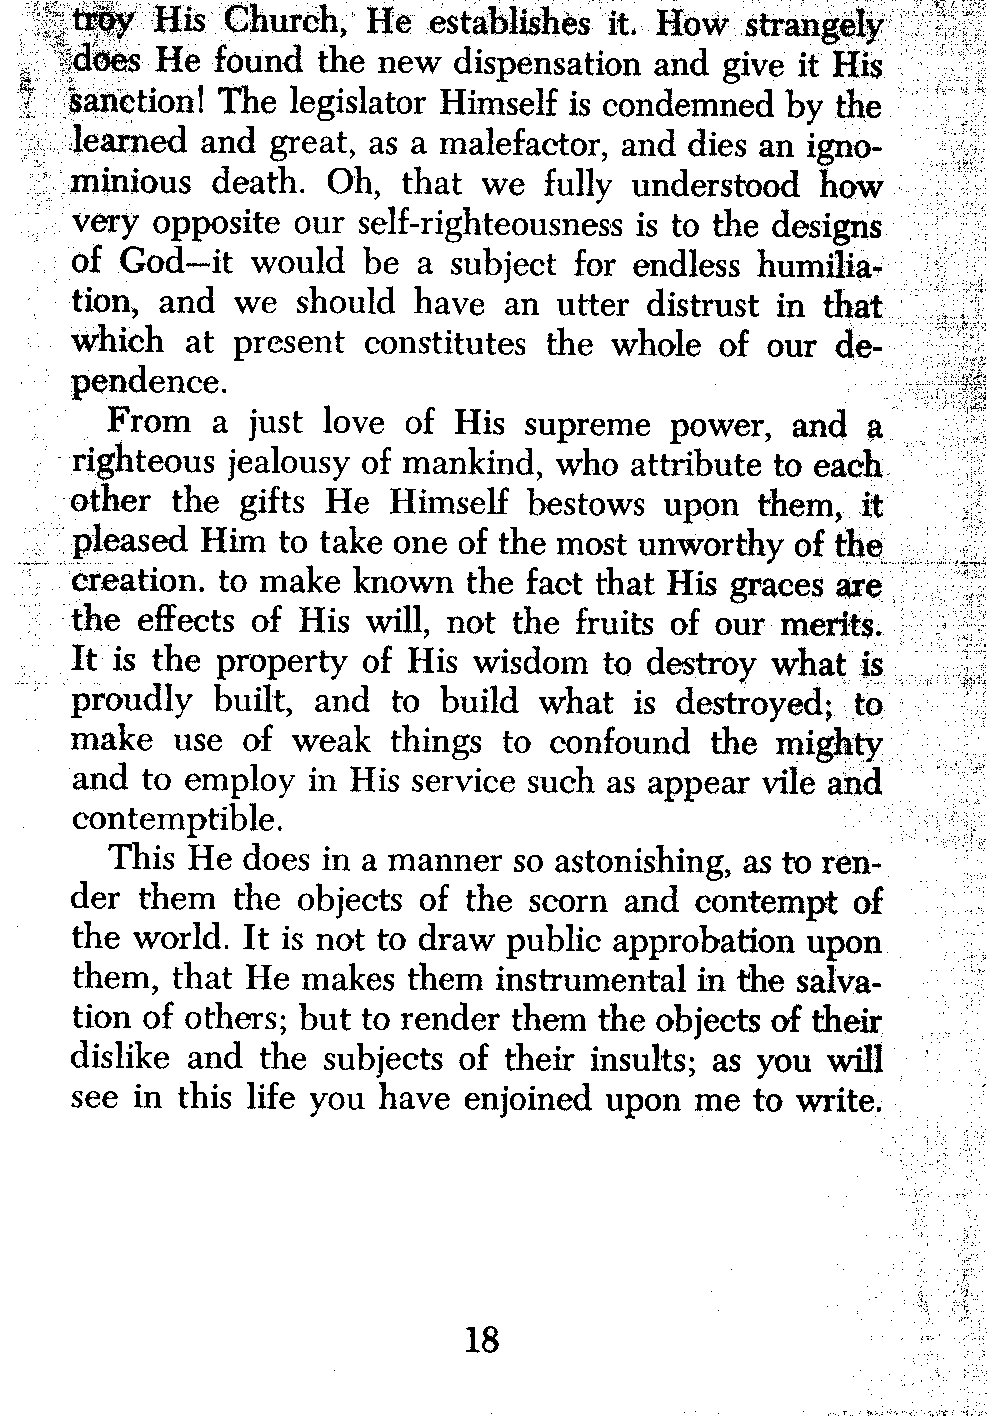 troy His Church, He establishes it. How strangely
does He found the new dispensation and give it His
sanction! The legislator Himself is condemned by the
learned and great, as a malefactor, and dies an igno-
minious death. Oh, that we fully understood how
very opposite our self-righteousness is to the designs
of God—it would be a subject for endless humilia-
tion, and we should have an utter distrust in that
which at present constitutes the whole of our de-
pendence.
From a just love of His supreme power, and a
righteous jealousy of mankind, who attribute to each
other the gifts He Himself bestows upon them, it
pleased Him to take one of the most unworthy of the
creation. to make known the fact that His graces are
the effects of His will, not the fruits of our merits.
It is the property of His wisdom to destroy what is
proudly built, and to build what is destroyed; to
make use of weak things to confound the mighty
and to employ in His service such as appear vile and
contemptible.
This He does in a manner so astonishing, as to ren-
der them the objects of the scorn and contempt of
the world. It is not to draw public approbation upon
them, that He makes them instrumental in the salva-
tion of others; but to render them the objects of their
dislike and the subjects of their insults; as you will
see in this life you have enjoined upon me to write.
18